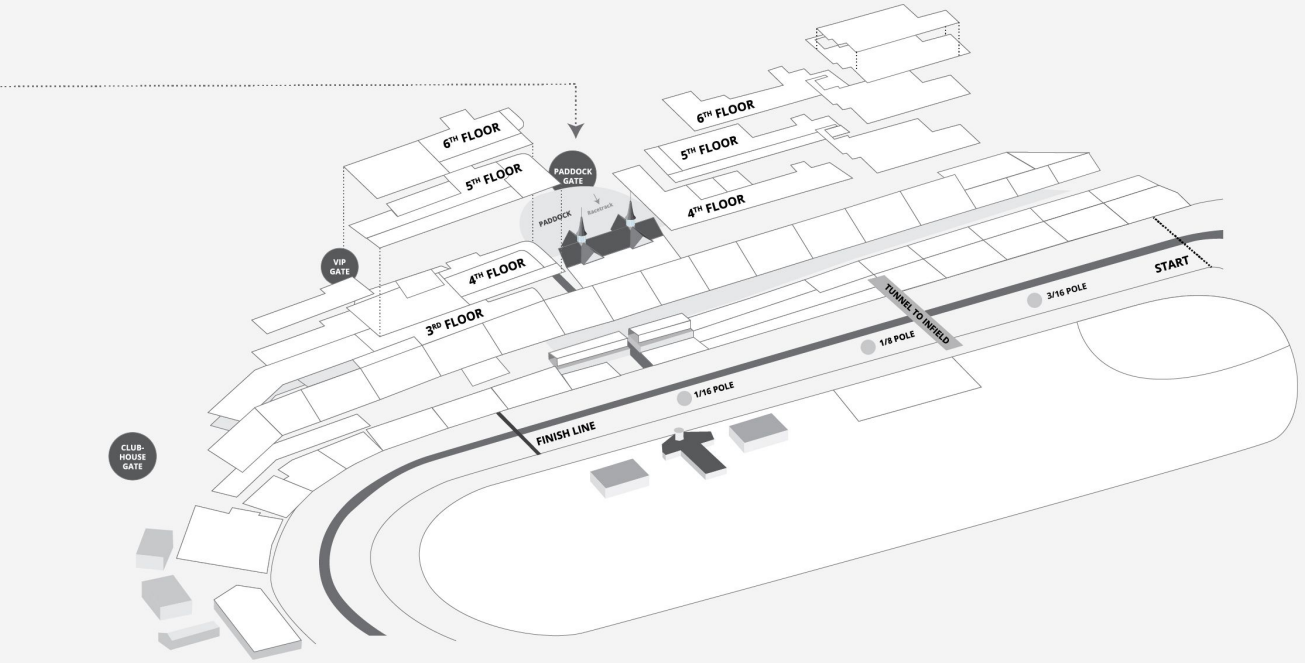 6TH FLOOR
5TH FLOOR
PADDOCK
GATE
PADDOCK
Racetrack
6TH FLOOR
5TH FLOOR
4TH FLOOR
VIP
GATE
4TH FLOOR
3RD FLOOR
START
3/16 POLE
TUNNEL TO INFIELD
1/8 POLE
1/16 POLE
FINISH LINE
CLUB-
HOUSE
GATE